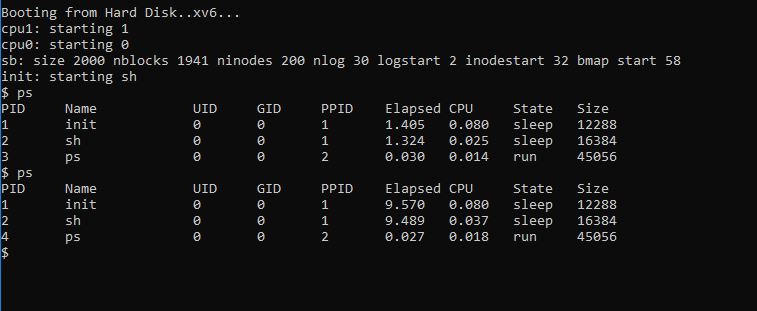 Booting from Hard Disk..xv6...
cpu1: starting 1
cpu0: starting 0
sb: size 2000 nblocks 1941 ninodes 200 nlog 30 logstart 2 inodestart 32 bmap start 58
init: starting sh
$ ps
PID     Name            UID     GID     PPID    Elapsed CPU     State   Size
1       init            0       0       1       1.405   0.080   sleep   12288
2       sh              0       0       1       1.324   0.025   sleep   16384
3       ps              0       0       2       0.030   0.014   run     45056
$ ps
PID     Name            UID     GID     PPID    Elapsed CPU     State   Size
1       init            0       0       1       9.570   0.080   sleep   12288
2       sh              0       0       1       9.489   0.037   sleep   16384
4       ps              0       0       2       0.027   0.018   run     45056
$